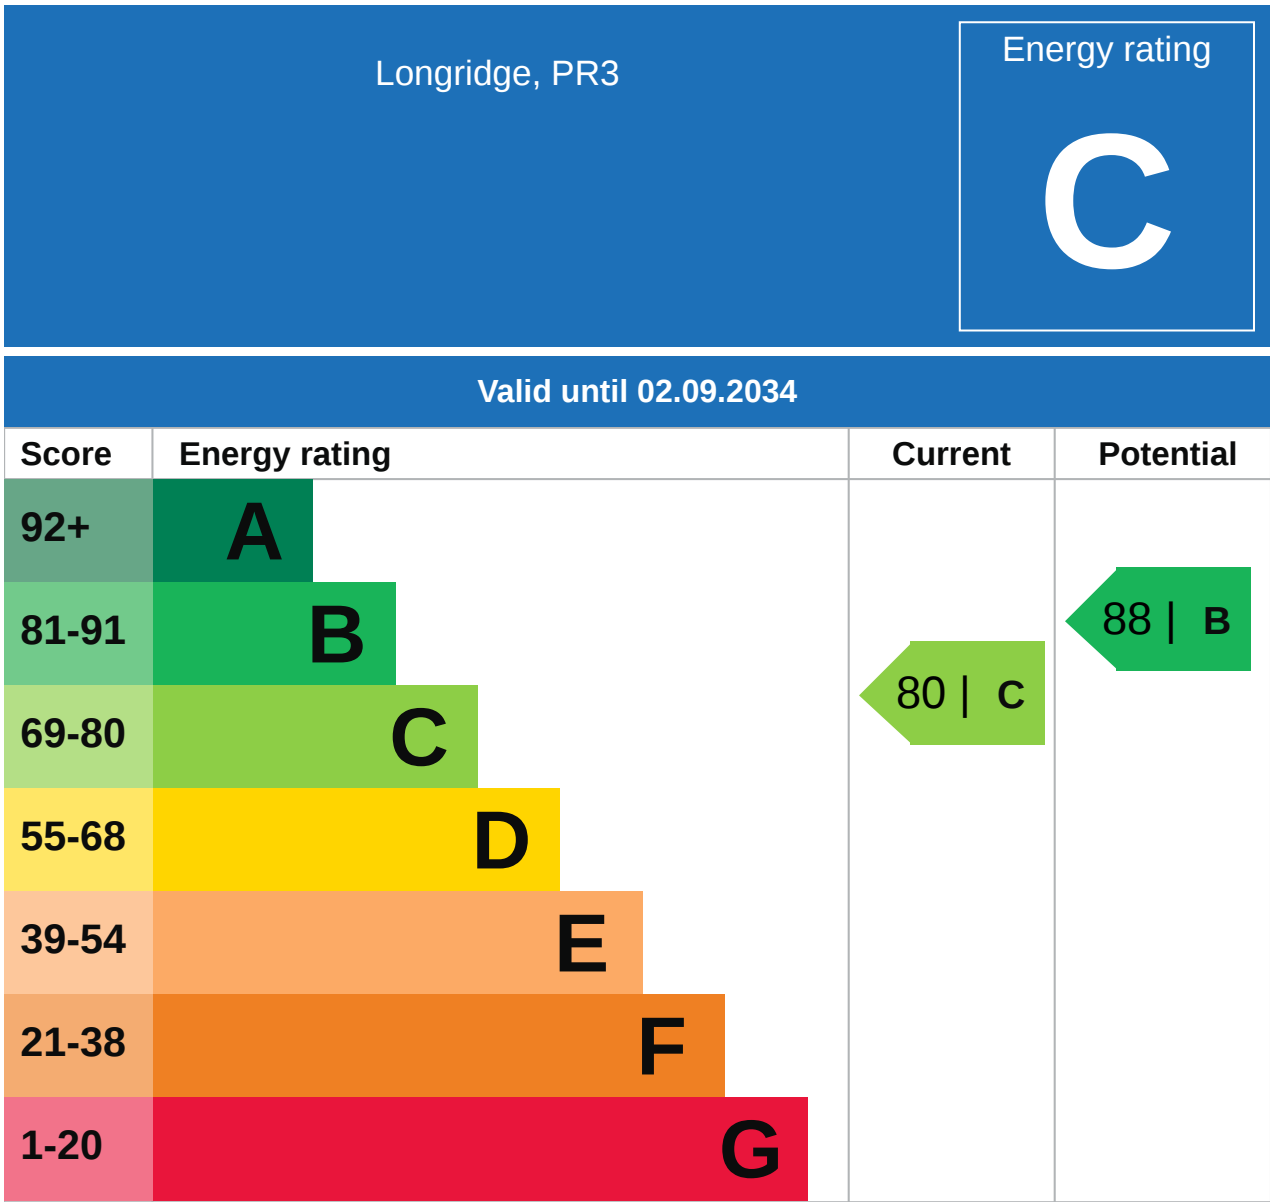 Longridge, PR3
Energy rating
C
Valid until 02.09.2034
Score Energy rating Current Potential
92+ A
81-91 B
88 | B
69-80 C
80 | C
55-68 D
39-54 E
21-38 F
1-20 G